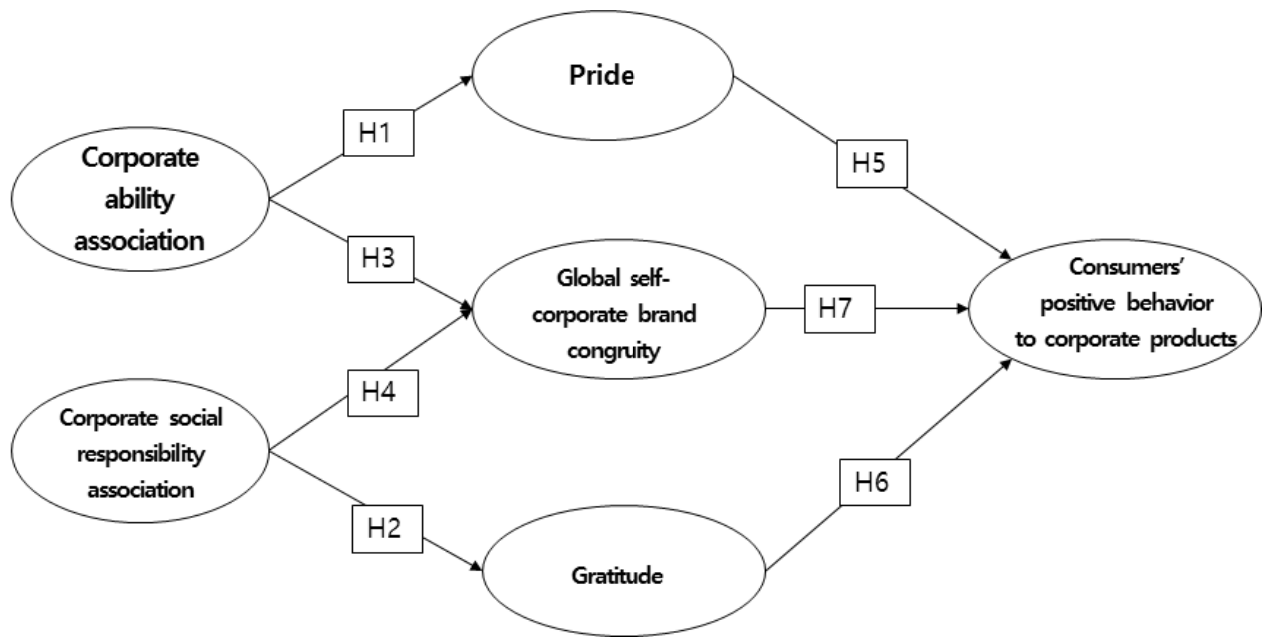 Pride
H1
H5
Corporate
ability
association
H3
Global self-
corporate brand
congruity
H7
Consumers’
positive behavior
to corporate products
H4
Corporate social
responsibility
association
H6
H2
Gratitude